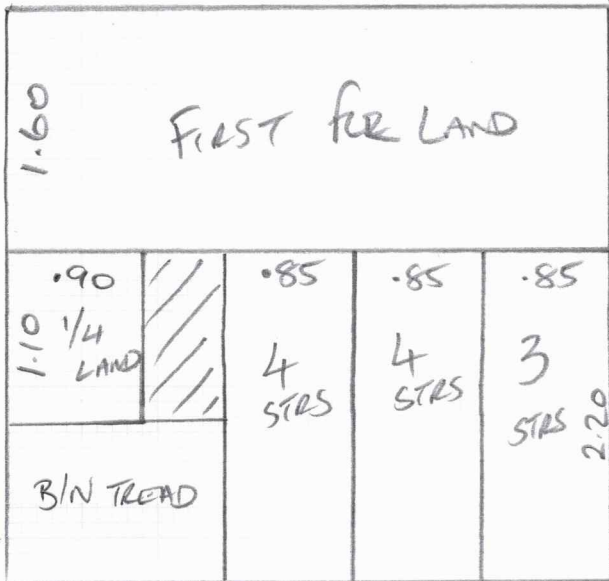 1.60
FIRST FLR LAND
.90
1.10
1/4
LAND
.85
4
STRS
.85
4
STRS
.85
3
STRS
2.20
B/N TREAD